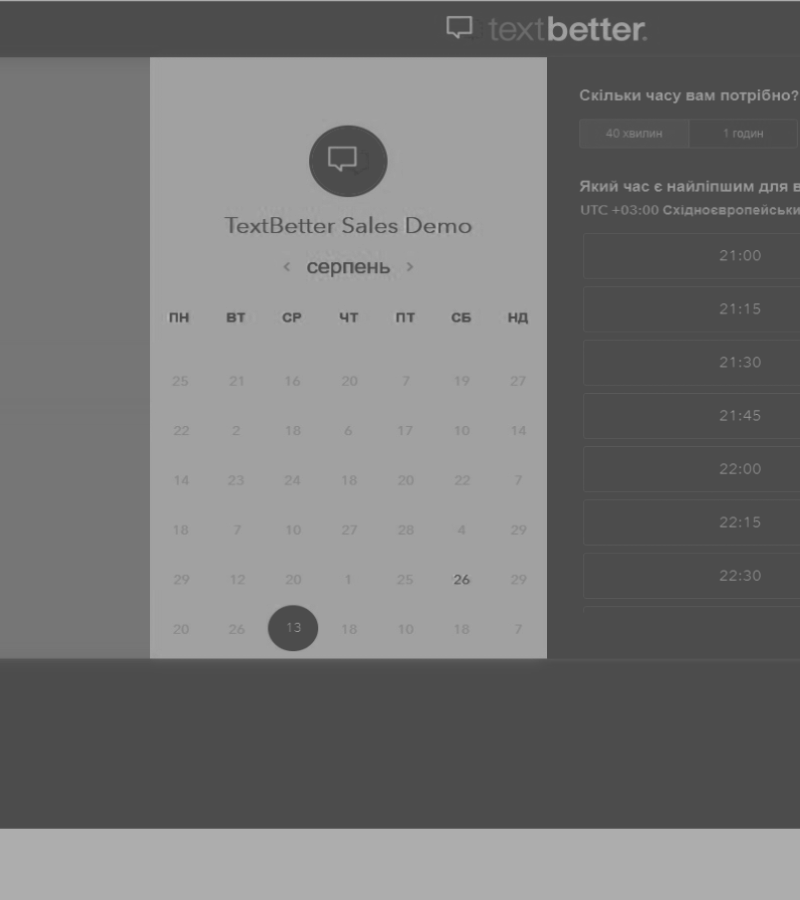 textbetter.
TextBetter Sales Demo
‹ серпень ›
ПН ВТ СР ЧТ ПТ СБ НД
25 21 16 20 7 19 27
22 2 18 6 17 10 14
14 23 24 18 20 22 7
18 7 10 27 28 4 29
29 12 20 1 25 26 29
20 26 13 18 10 18 7
Скільки часу вам потрібно?
40 хвилин 1 годин
Який час є найліпшим для в
UTC +03:00 Східноєвропейськи
21:00
21:15
21:30
21:45
22:00
22:15
22:30